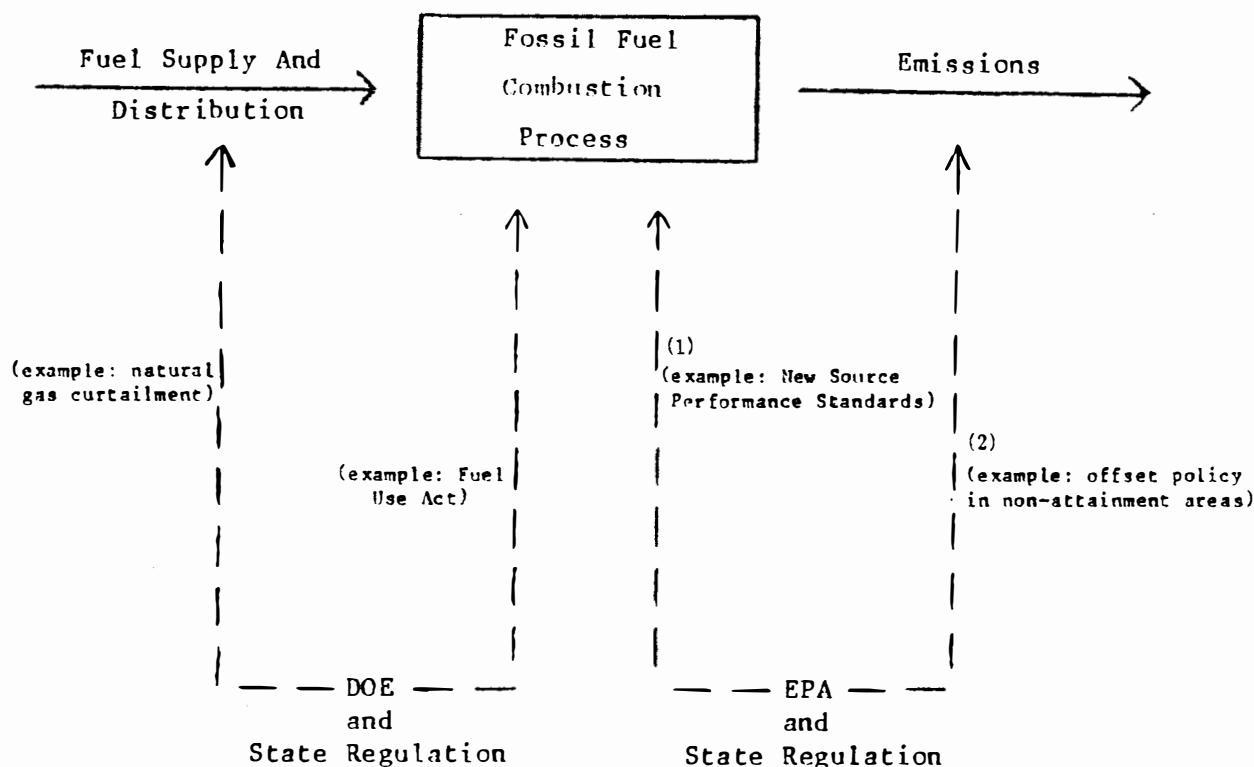 Fuel Supply And
Distribution
Fossil Fuel
Combustion
Process
Emissions
(example: natural
gas curtailment)
(example: Fuel
Use Act)
(1)
(example: New Source
Performance Standards)
(2)
(example: offset policy
in non-attainment areas)
DOE
and
State Regulation
EPA
and
State Regulation